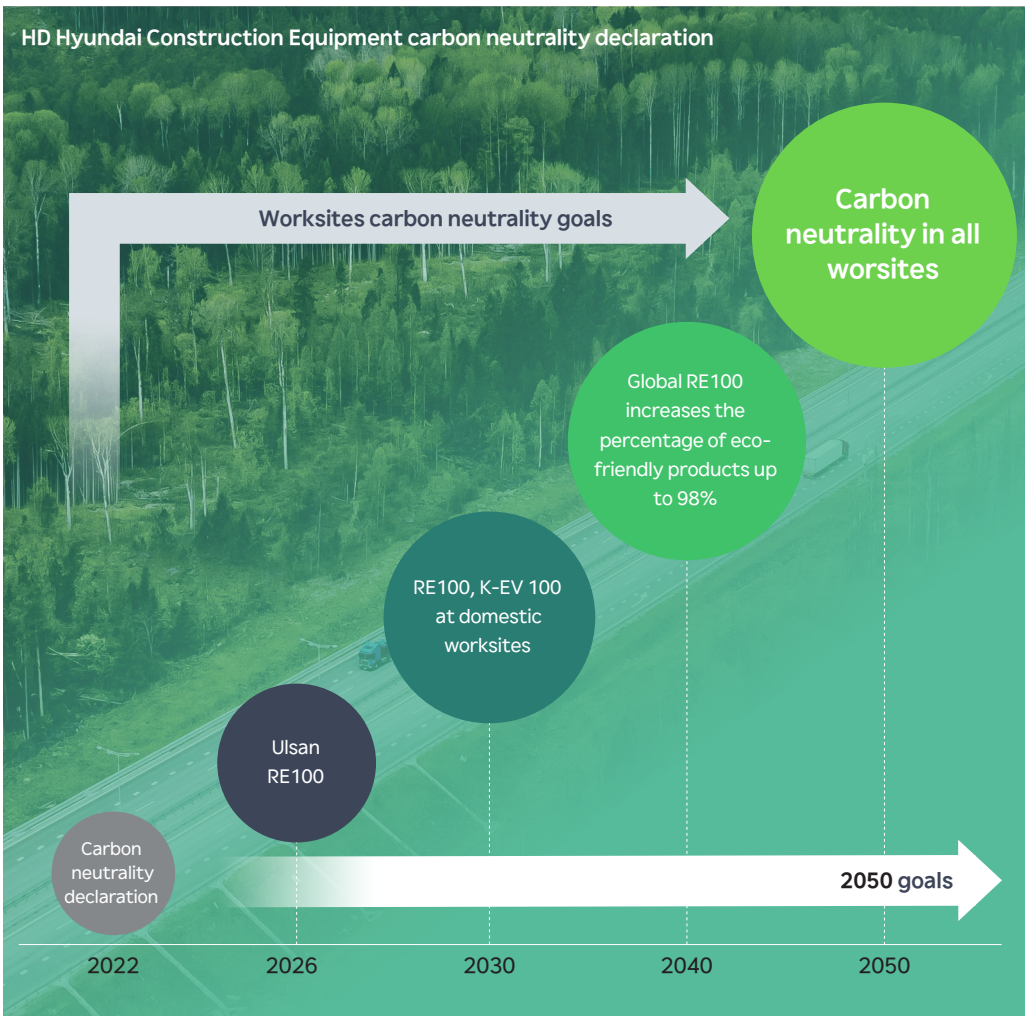 HD Hyundai Construction Equipment carbon neutrality declaration
Worksites carbon neutrality goals
Carbon
neutrality in all
worsites
Global RE100
increases the
percentage of eco-
friendly products up
to 98%
RE100, K-EV 100
at domestic
worksites
Ulsan
RE100
Carbon
neutrality
declaration
2050 goals
2022 2026 2030 2040 2050